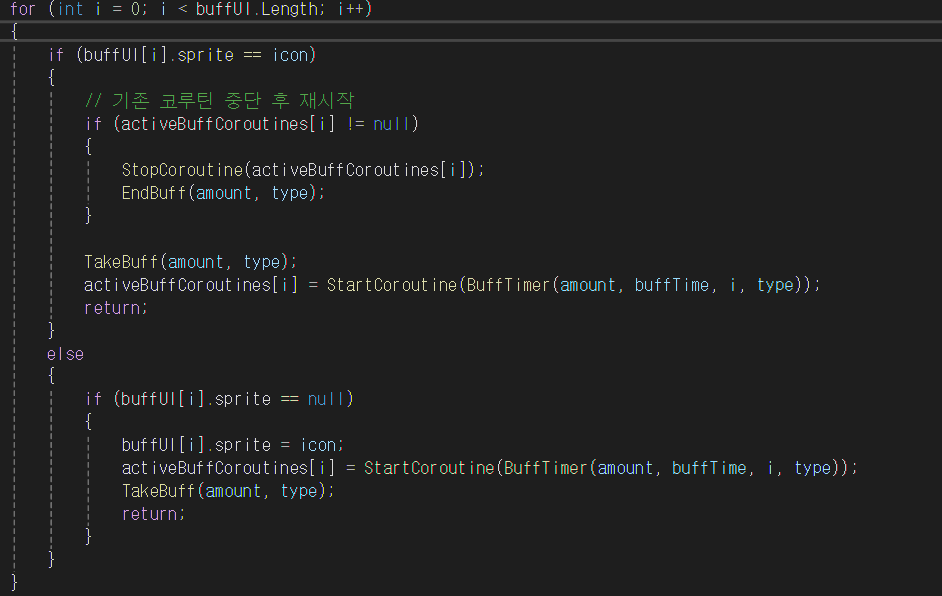 for (int i = 0; i < buffUI.Length; i++)
{
if (buffUI[i].sprite == icon)
{
// 기존 코루틴 중단 후 재시작
if (activeBuffCoroutines[i] != null)
{
StopCoroutine(activeBuffCoroutines[i]);
EndBuff(amount, type);
}
TakeBuff(amount, type);
activeBuffCoroutines[i] = StartCoroutine(BuffTimer(amount, buffTime, i, type));
return;
}
else
{
if (buffUI[i].sprite == null)
{
buffUI[i].sprite = icon;
activeBuffCoroutines[i] = StartCoroutine(BuffTimer(amount, buffTime, i, type));
TakeBuff(amount, type);
return;
}
}
}